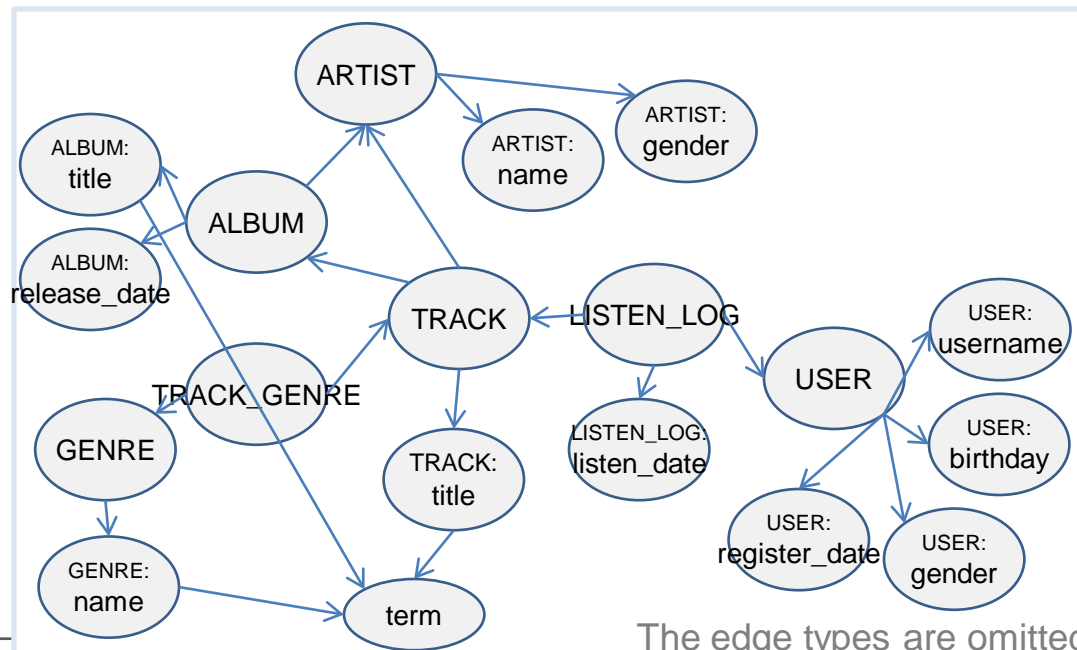 ARTIST
ARTIST:
gender
ARTIST:
name
ALBUM:
title
ALBUM
ALBUM:
release_date
TRACK
LISTEN_LOG
USER:
username
USER
TRACK_GENRE
GENRE
LISTEN_LOG:
listen_date
USER:
birthday
TRACK:
title
USER:
register_date
USER:
gender
GENRE:
name
term
The edge types are omitted